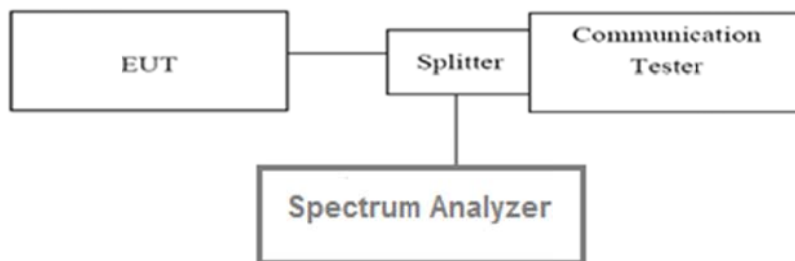 EUT
Splitter
Communication
Tester
Spectrum Analyzer